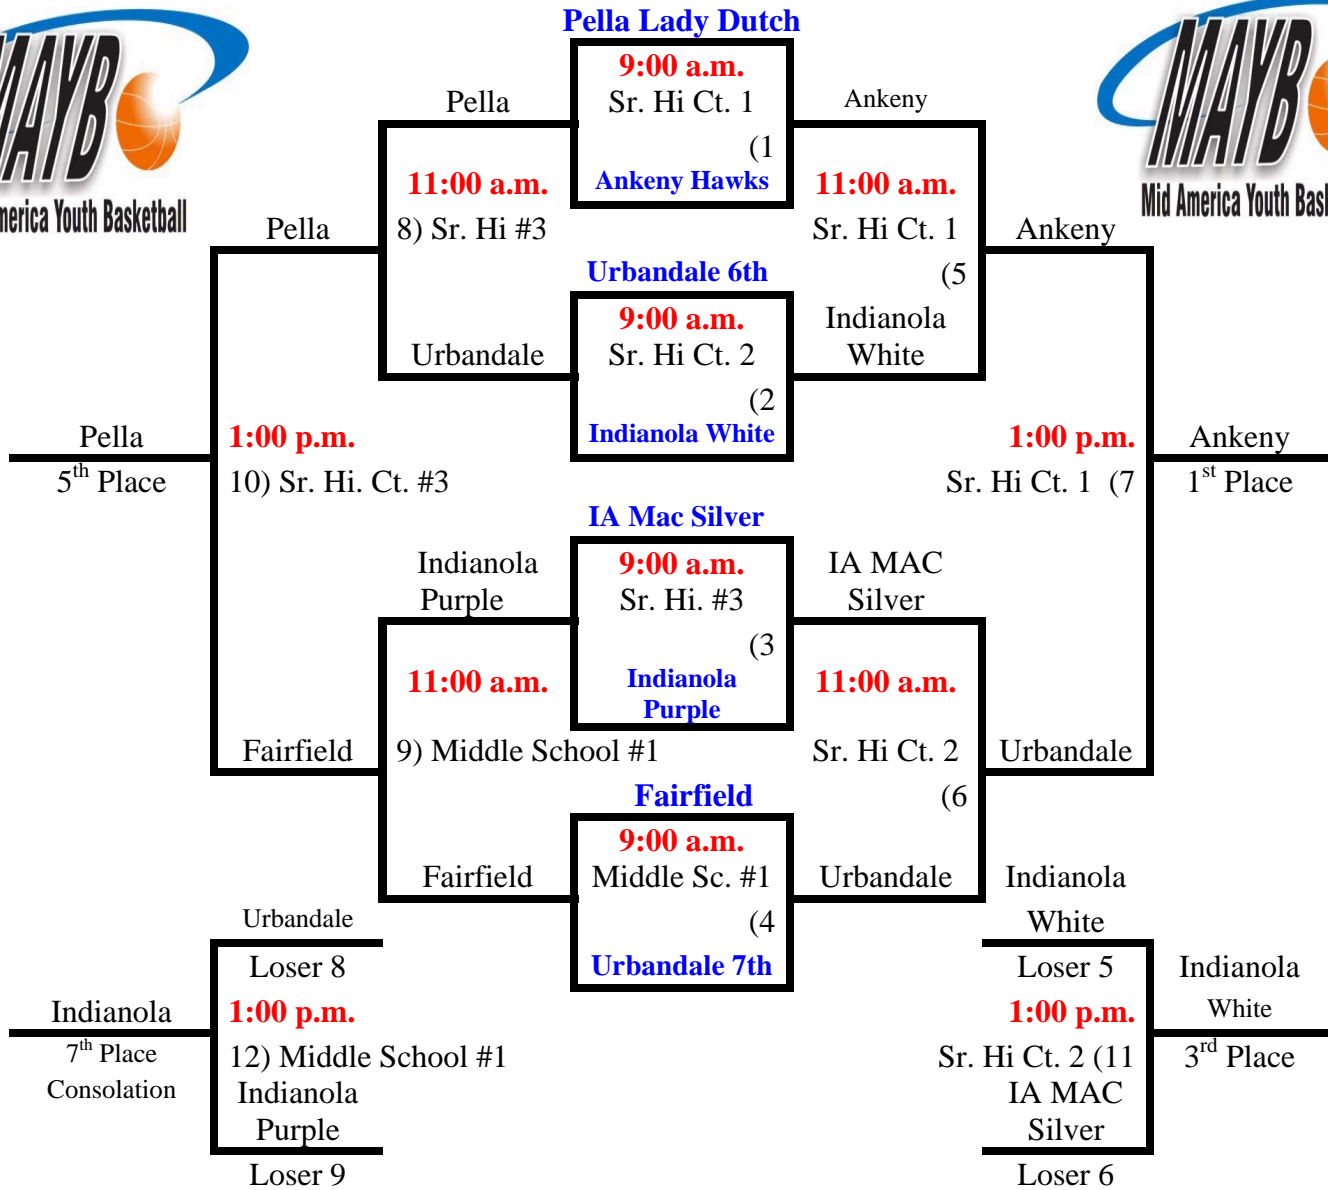 Pella Lady Dutch
9:00 a.m.
Pella
Sr. Hi Ct. 1
Ankeny
(1
11:00 a.m.
Ankeny Hawks
11:00 a.m.
MAYB
Mid America Youth Bas
AYB
merica Youth Basketball
Pella
8) Sr. Hi #3
Sr. Hi Ct. 1
Ankeny
Urbandale 6th
(5
9:00 a.m.
Indianola
Urbandale
Sr. Hi Ct. 2
White
(2
Pella
1:00 p.m.
Indianola White
1:00 p.m.
Ankeny
5th Place
10) Sr. Hi. Ct. #3
Sr. Hi Ct. 1 (7
1st Place
IA Mac Silver
Indianola
9:00 a.m.
IA MAC
Purple
Sr. Hi. #3
Silver
(3
11:00 a.m.
Indianola
11:00 a.m.
Purple
Fairfield
9) Middle School #1
Sr. Hi Ct. 2
Urbandale
Fairfield
(6
9:00 a.m.
Fairfield
Middle Sc. #1
Urbandale
Indianola
Urbandale
(4
White
Loser 8
Urbandale 7th
Loser 5
Indianola
Indianola
1:00 p.m.
1:00 p.m.
White
7th Place
12) Middle School #1
Sr. Hi Ct. 2 (11
3rd Place
Consolation
Indianola
IA MAC
Purple
Silver
Loser 9
Loser 6